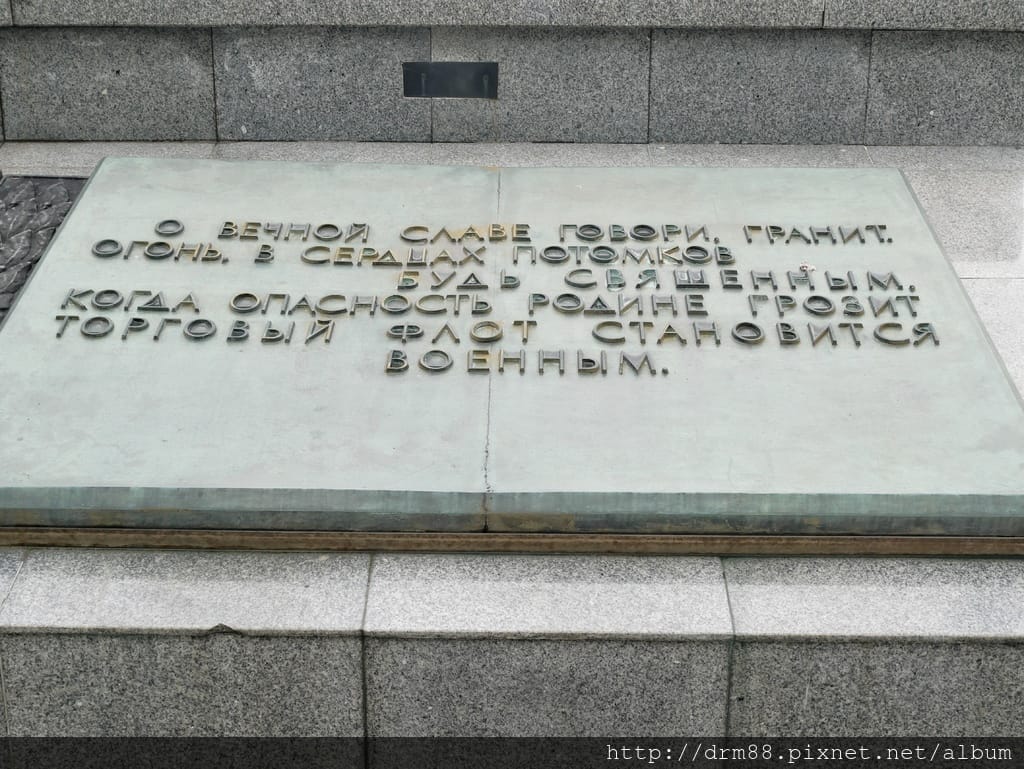 О ВЕЧНОЙ СЛАВЕ ГОВОРИ, ГРАНИТ.
ОГОНЬ, В СЕРДЦАХ ПОТОМКОВ
БУДЬ СВЯЩЕННЫМ,
КОГДА ОПАСНОСТЬ РОДИНЕ ГРОЗИТ
ТОРГОВЫЙ ФЛОТ СТАНОВИТСЯ
ВОЕННЫМ.
http://drm88.pixnet.net/album